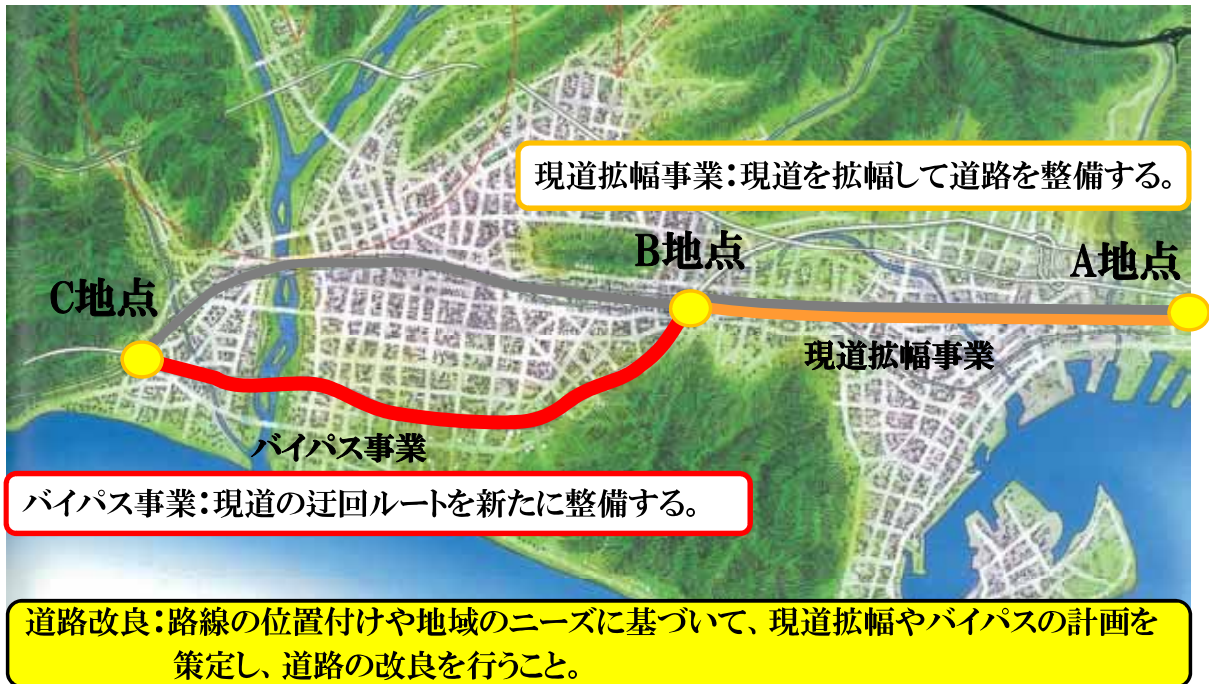 現道拡幅事業：現道を拡幅して道路を整備する。
B地点
A地点
C地点
現道拡幅事業
バイパス事業
バイパス事業：現道の迂回ルートを新たに整備する。
道路改良：路線の位置付けや地域のニーズに基づいて、現道拡幅やバイパスの計画を
策定し、道路の改良を行うこと。